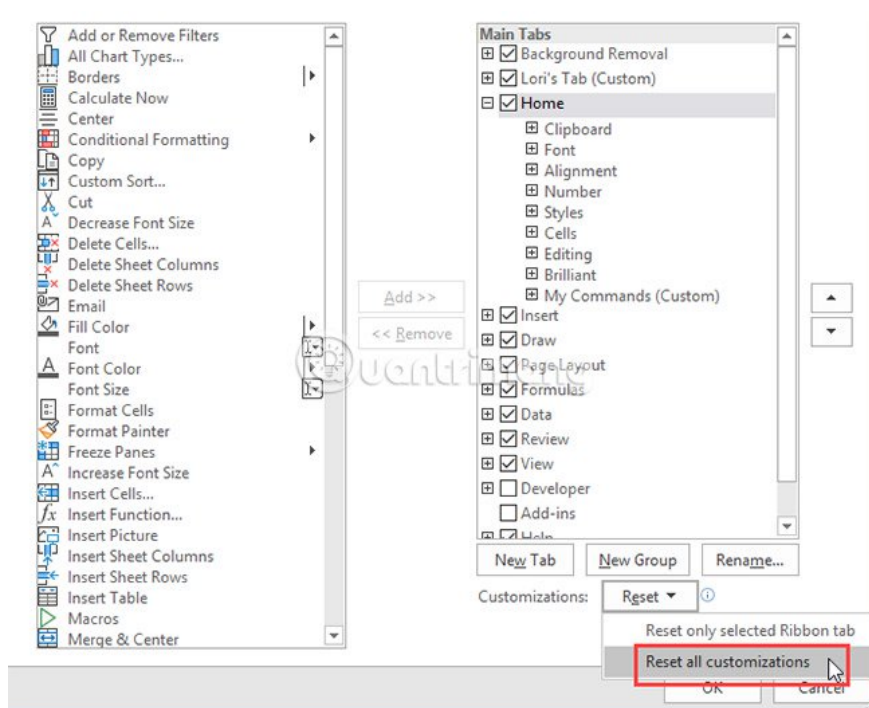 Add or Remove Filters
All Chart Types...
Borders
Calculate Now
Center
Conditional Formatting
Copy
Custom Sort...
Cut
Decrease Font Size
Delete Cells...
Delete Sheet Columns
Delete Sheet Rows
Email
Fill Color
Font
Font Color
Font Size
Format Cells
Format Painter
Freeze Panes
Increase Font Size
Insert Cells...
Insert Function...
Insert Picture
Insert Sheet Columns
Insert Sheet Rows
Insert Table
Macros
Merge & Center
Add >>
<< Remove
Quantrimang
Main Tabs
Background Removal
Lori's Tab (Custom)
Home
Clipboard
Font
Alignment
Number
Styles
Cells
Editing
Brilliant
My Commands (Custom)
Insert
Draw
Page Layout
Formulas
Data
Review
View
Developer
Add-ins
Help
New Tab New Group Rename...
Customizations: Reset
Reset only selected Ribbon tab
Reset all customizations
OK Cancel